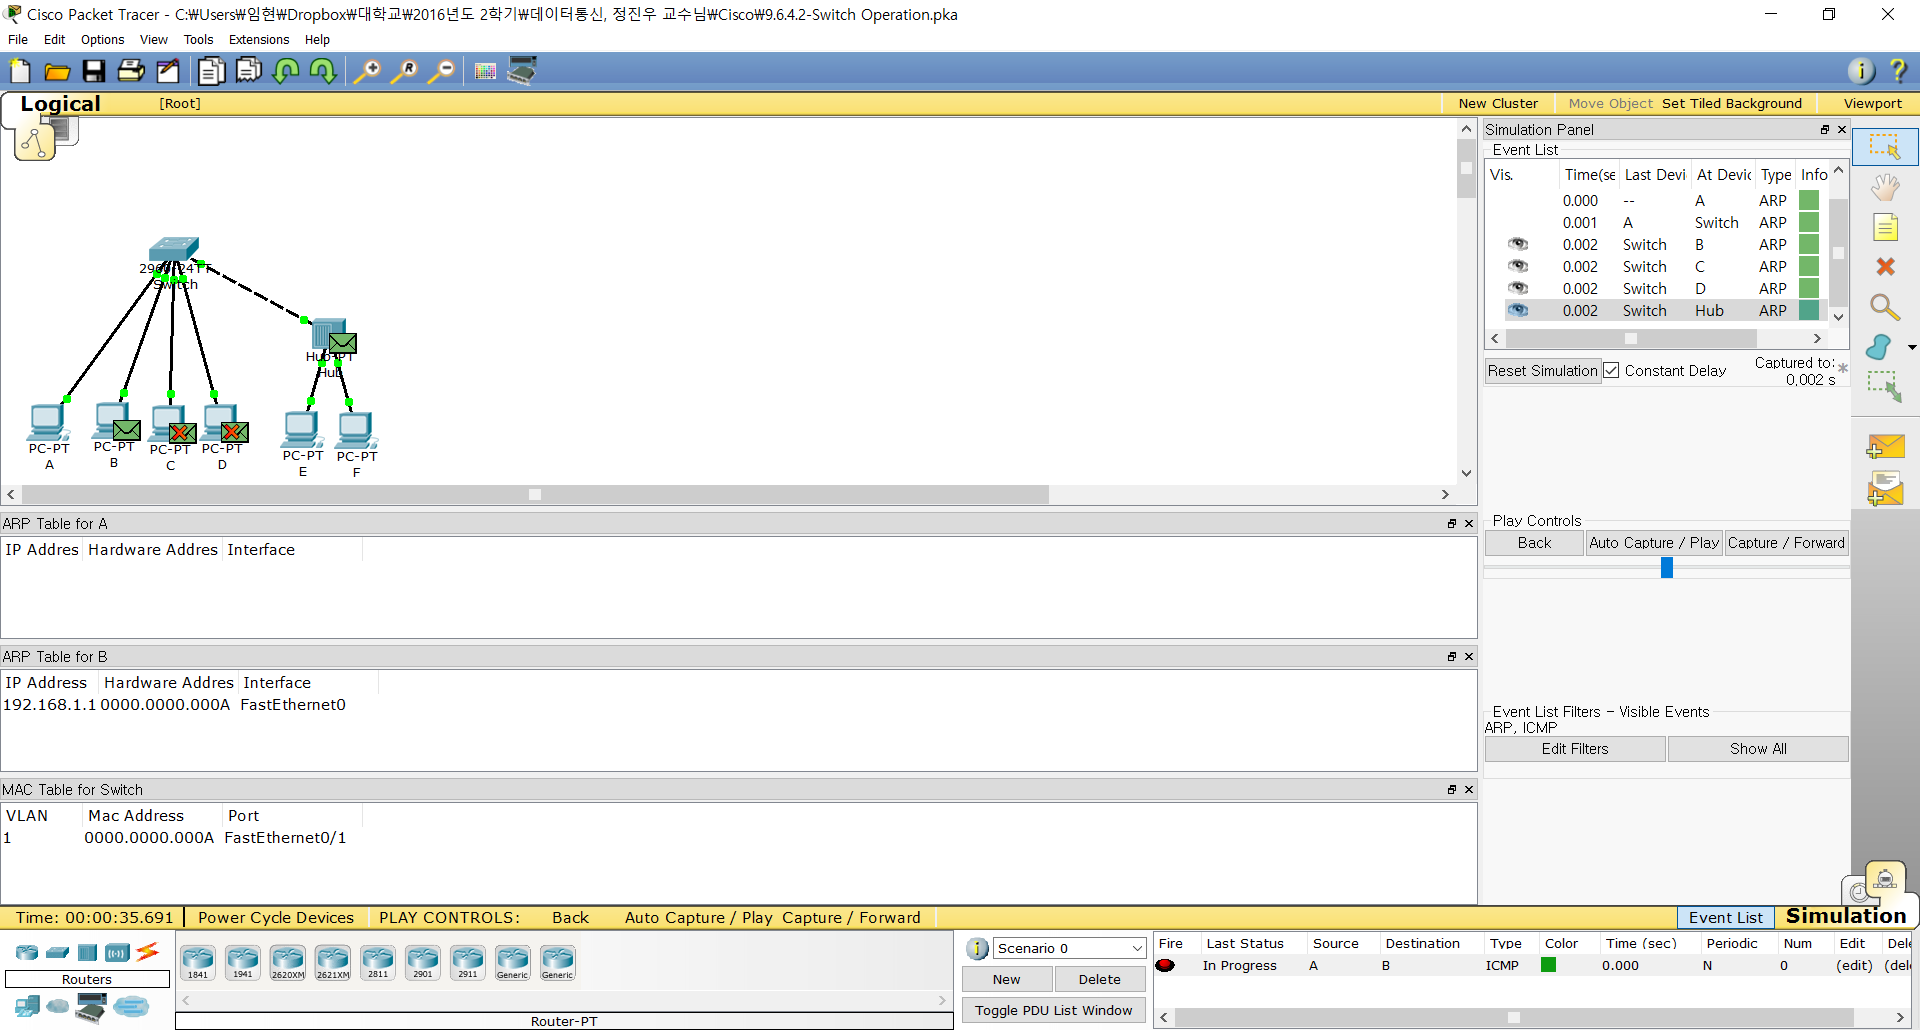 Cisco Packet Tracer - C:₩Users₩임현₩Dropbox₩대학교₩2016년도 2학기₩데이터통신, 정진우 교수님₩Cisco₩9.6.4.2-Switch Operation.pka
File Edit Options View Tools Extensions Help
Logical [Root] New Cluster Move Object Set Tiled Background Viewport
2960-24TT
Switch
Hub-PT
Hub
PC-PT
A
PC-PT
B
PC-PT
C
PC-PT
D
PC-PT
E
PC-PT
F
Simulation Panel
Event List
Vis. Time(se Last Devi At Devic Type Info
0.000 -- A ARP
0.001 A Switch ARP
0.002 Switch B ARP
0.002 Switch C ARP
0.002 Switch D ARP
0.002 Switch Hub ARP
Reset Simulation Constant Delay Captured to: *
0.002 s
Play Controls
Back Auto Capture / Play Capture / Forward
Event List Filters - Visible Events
ARP, ICMP
Edit Filters Show All
ARP Table for A
IP Addres Hardware Addres Interface
ARP Table for B
IP Address Hardware Addres Interface
192.168.1.1 0000.0000.000A FastEthernet0
MAC Table for Switch
VLAN Mac Address Port
1 0000.0000.000A FastEthernet0/1
Time: 00:00:35.691 Power Cycle Devices PLAY CONTROLS: Back Auto Capture / Play Capture / Forward Event List Simulation
Routers
1841 1941 2620XM 2621XM 2811 2901 2911 Generic Generic
Router-PT
Scenario 0
New Delete
Toggle PDU List Window
Fire Last Status Source Destination Type Color Time (sec) Periodic Num Edit Dele
In Progress A B ICMP 0.000 N 0 (edit) (dele